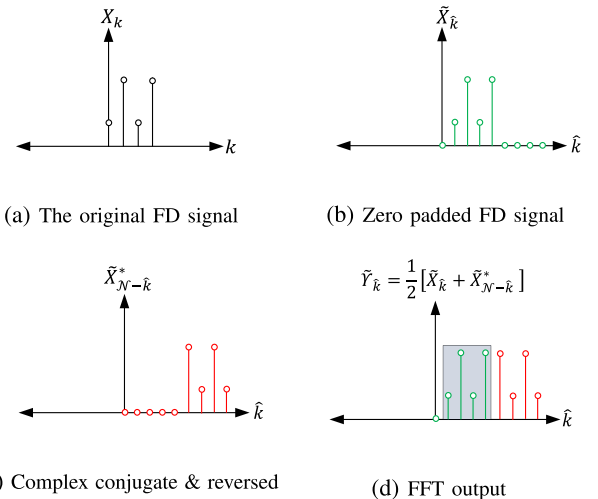 X_k
k
(a) The original FD signal
X̃_k̂
k̂
(b) Zero padded FD signal
X̃*_{𝒩−k̂}
k̂
) Complex conjugate & reversed
Ỹ_k̂ = 1/2 [X̃_k̂ + X̃*_{𝒩−k̂}]
k̂
(d) FFT output